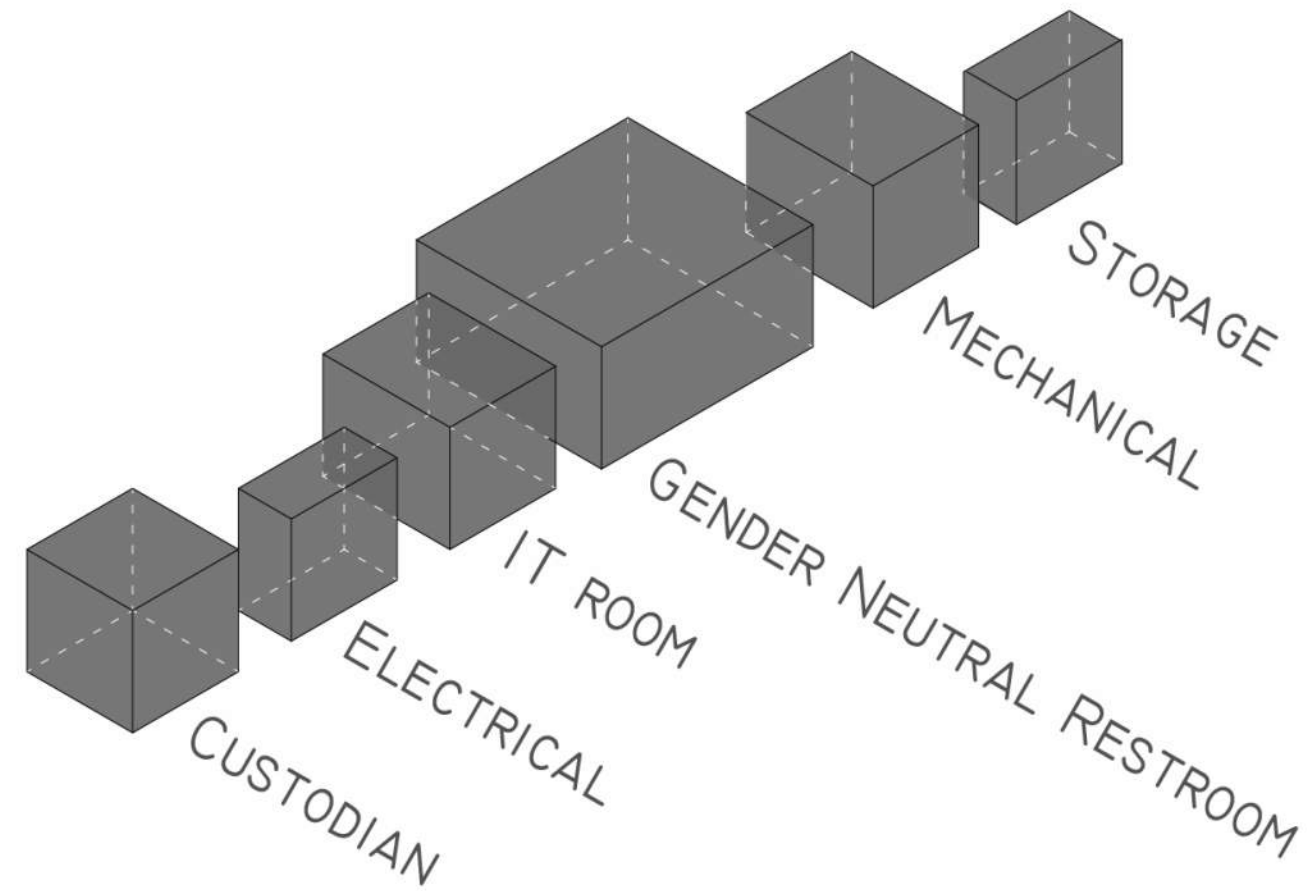 Storage
Mechanical
Gender Neutral Restroom
IT room
Electrical
Custodian